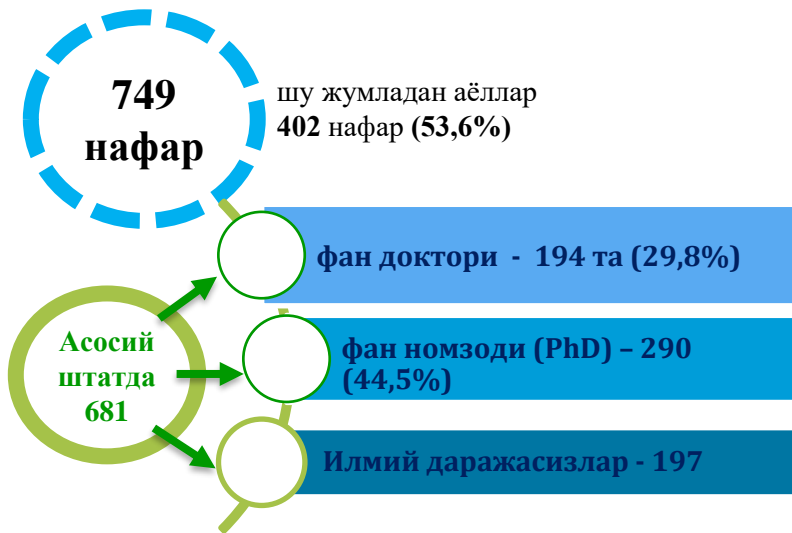 749
нафар
шу жумладан аёллар
402 нафар (53,6%)
фан доктори - 194 та (29,8%)
Асосий
штатда
681
фан номзоди (PhD) – 290
(44,5%)
Илмий даражасизлар - 197